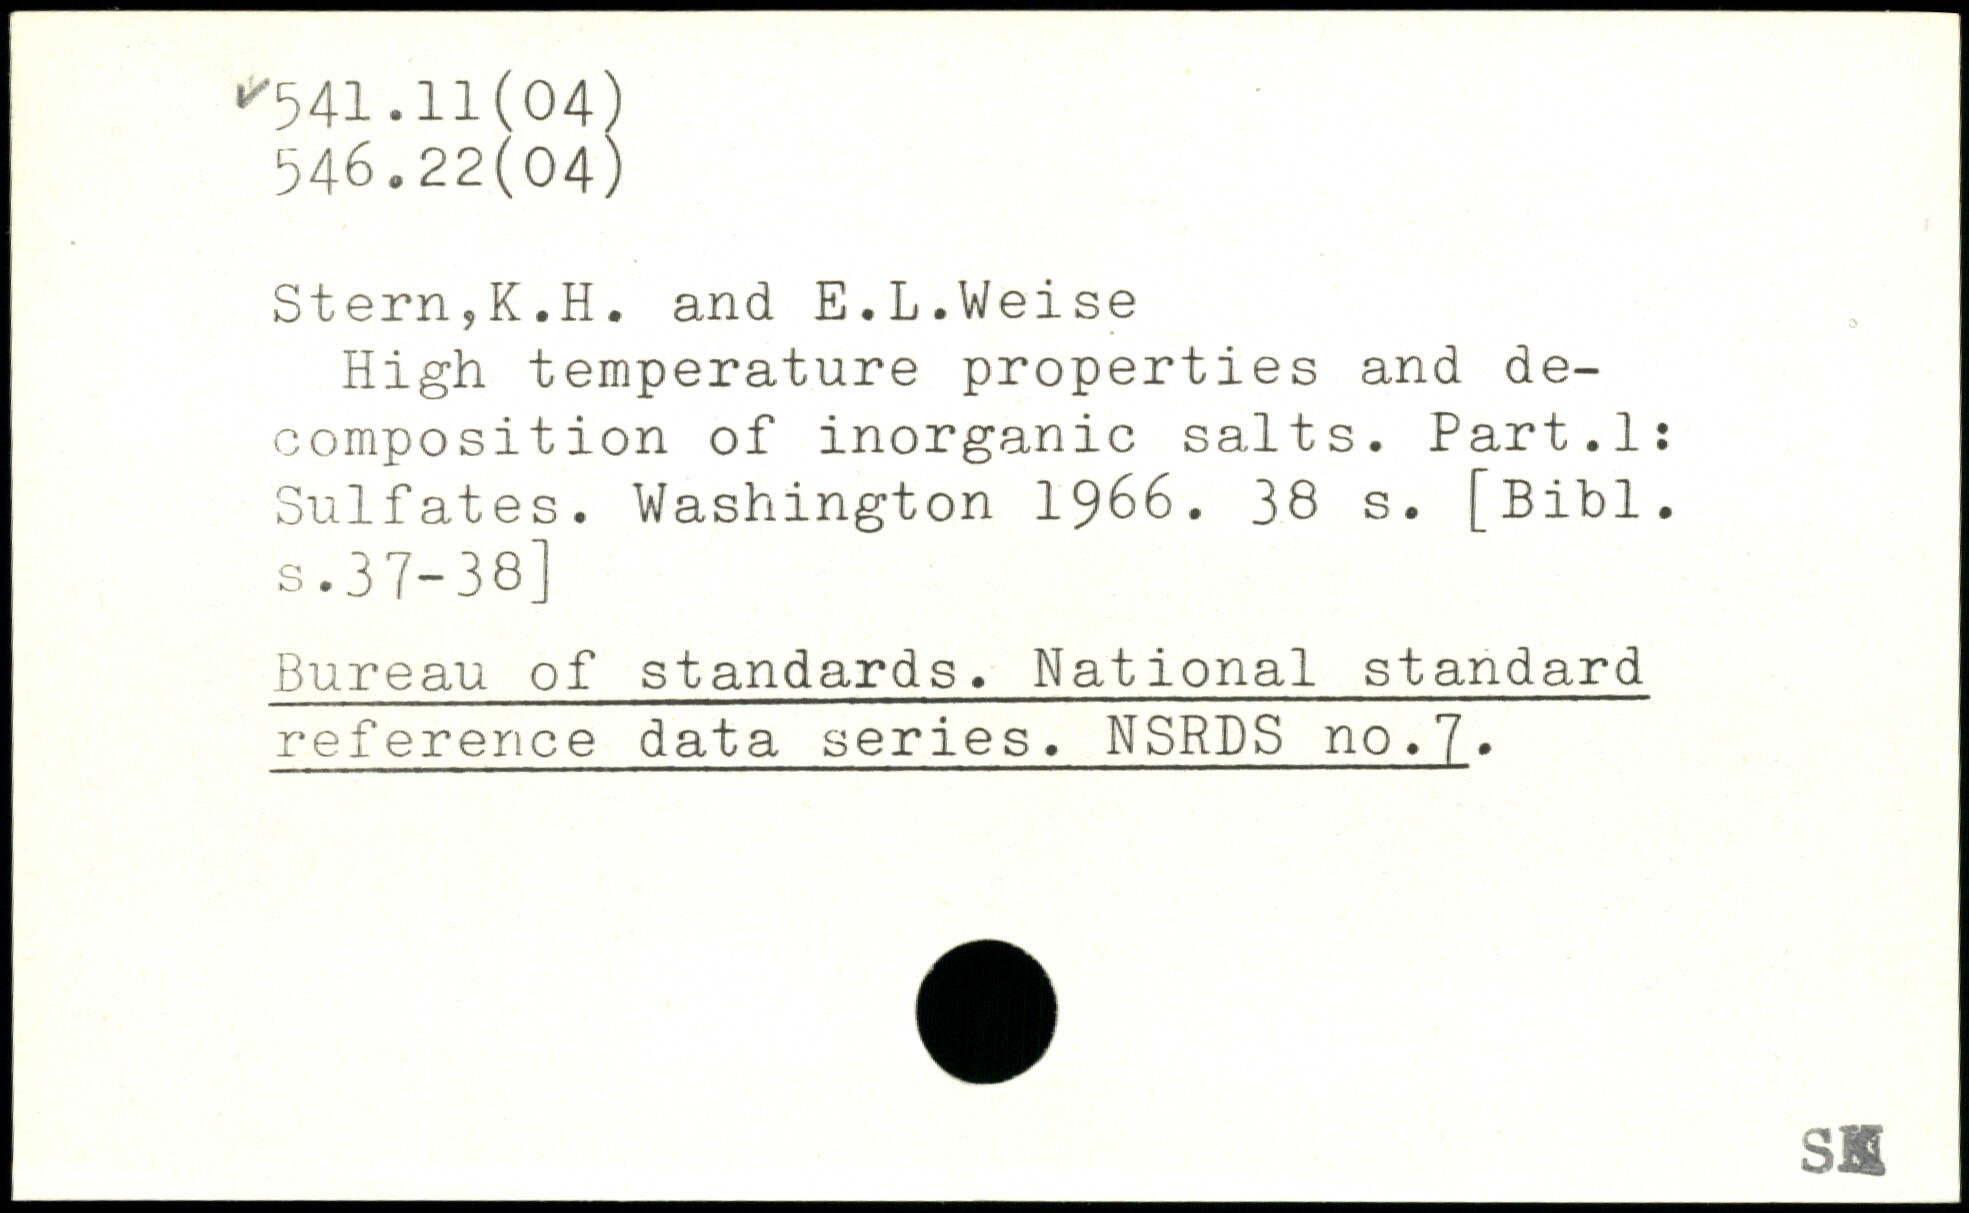 ✓541.11(04)
546.22(04)
Stern,K.H. and E.L.Weise
High temperature properties and de-
composition of inorganic salts. Part.1:
Sulfates. Washington 1966. 38 s. [Bibl.
s.37-38]
Bureau of standards. National standard
reference data series. NSRDS no.7.
SK